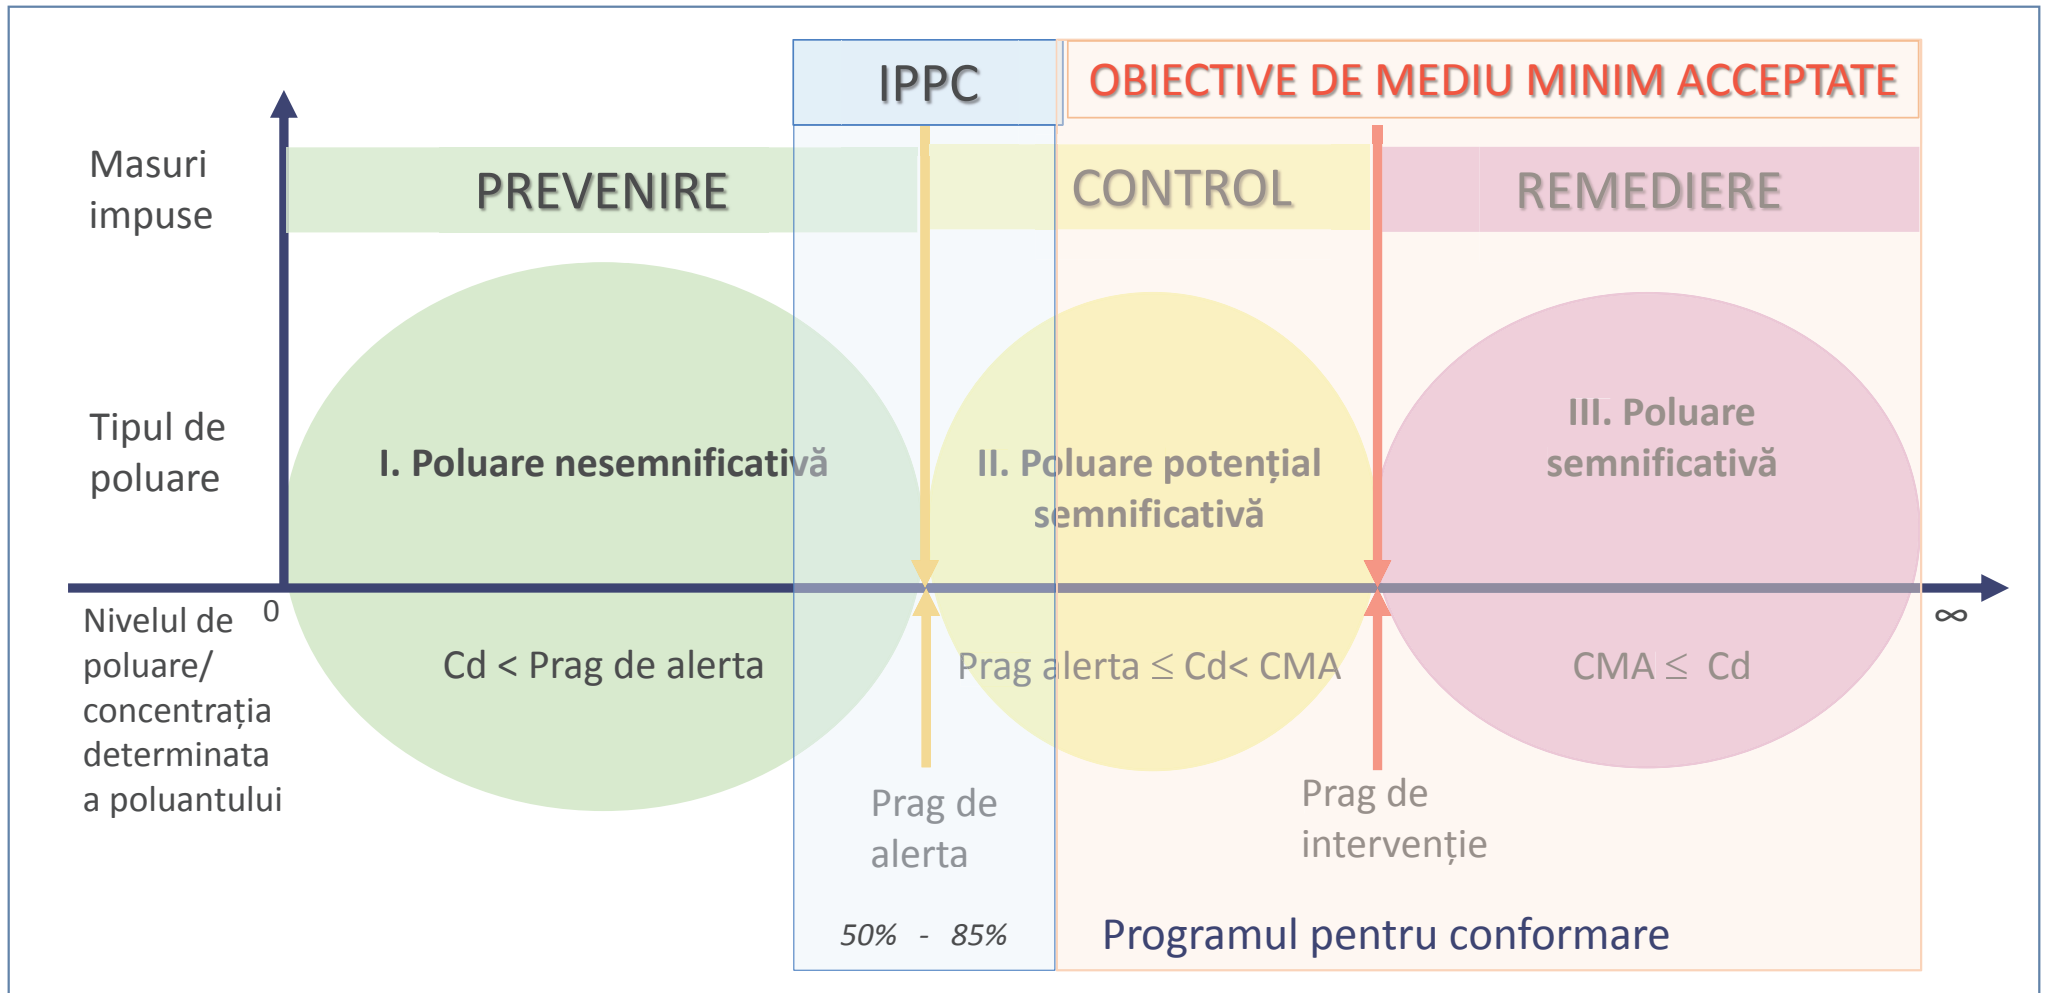 IPPC
OBIECTIVE DE MEDIU MINIM ACCEPTATE
Masuri
impuse
PREVENIRE
CONTROL
REMEDIERE
Tipul de
poluare
I. Poluare nesemnificativă
II. Poluare potențial
semnificativă
III. Poluare
semnificativă
0
∞
Nivelul de
poluare/
concentrația
determinata
a poluantului
Cd < Prag de alerta
Prag alerta ≤ Cd< CMA
CMA ≤ Cd
Prag de
alerta
Prag de
intervenție
50% - 85%
Programul pentru conformare